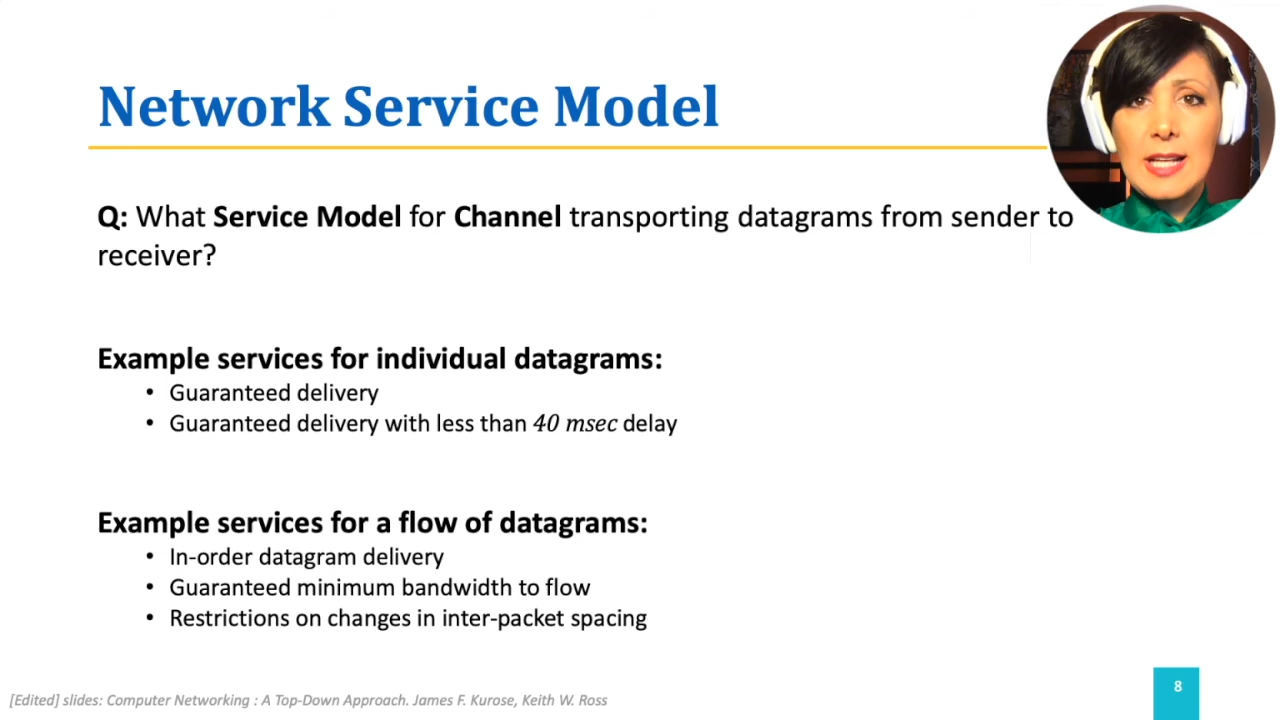 Network Service Model
Q: What Service Model for Channel transporting datagrams from sender to
receiver?
Example services for individual datagrams:
• Guaranteed delivery
• Guaranteed delivery with less than 40 msec delay
Example services for a flow of datagrams:
• In-order datagram delivery
• Guaranteed minimum bandwidth to flow
• Restrictions on changes in inter-packet spacing
[Edited] slides: Computer Networking : A Top-Down Approach. James F. Kurose, Keith W. Ross
8